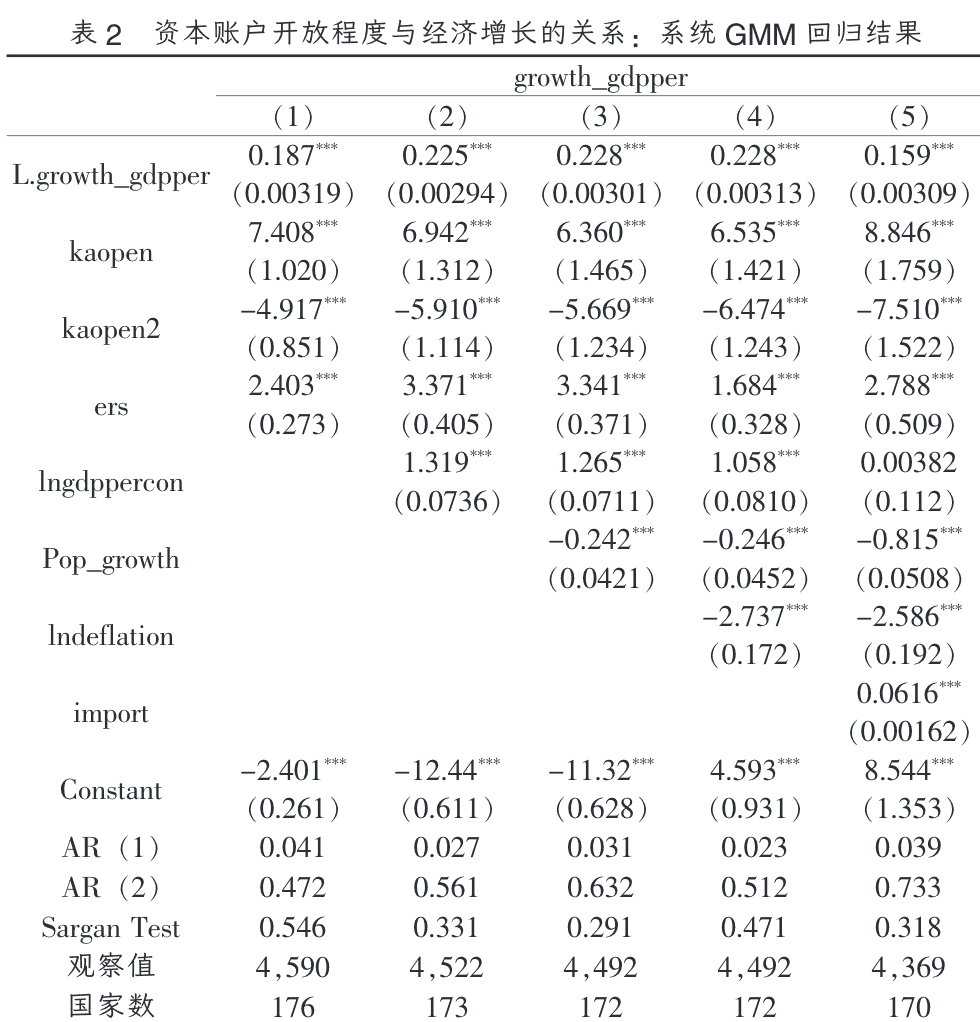 表 2 资本账户开放程度与经济增长的关系：系统 GMM 回归结果
growth_gdpper
(1) (2) (3) (4) (5)
0.187*** 0.225*** 0.228*** 0.228*** 0.159***
L.growth_gdpper
(0.00319) (0.00294) (0.00301) (0.00313) (0.00309)
7.408*** 6.942*** 6.360*** 6.535*** 8.846***
kaopen
(1.020) (1.312) (1.465) (1.421) (1.759)
-4.917*** -5.910*** -5.669*** -6.474*** -7.510***
kaopen2
(0.851) (1.114) (1.234) (1.243) (1.522)
2.403*** 3.371*** 3.341*** 1.684*** 2.788***
ers
(0.273) (0.405) (0.371) (0.328) (0.509)
1.319*** 1.265*** 1.058*** 0.00382
lngdppercon
(0.0736) (0.0711) (0.0810) (0.112)
-0.242*** -0.246*** -0.815***
Pop_growth
(0.0421) (0.0452) (0.0508)
-2.737*** -2.586***
lndeflation
(0.172) (0.192)
0.0616***
import
(0.00162)
-2.401*** -12.44*** -11.32*** 4.593*** 8.544***
Constant
(0.261) (0.611) (0.628) (0.931) (1.353)
AR (1) 0.041 0.027 0.031 0.023 0.039
AR (2) 0.472 0.561 0.632 0.512 0.733
Sargan Test 0.546 0.331 0.291 0.471 0.318
观察值 4,590 4,522 4,492 4,492 4,369
国家数 176 173 172 172 170